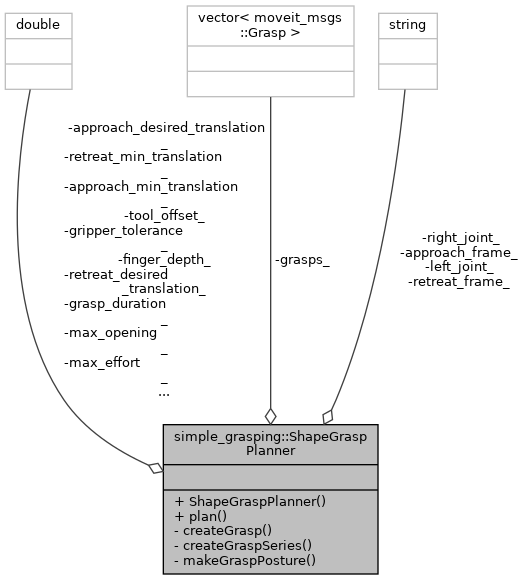 double
vector< moveit_msgs
::Grasp >
string
-approach_desired_translation
_
-retreat_min_translation
_
-approach_min_translation
_
-tool_offset_
-gripper_tolerance
_
-finger_depth_
-retreat_desired
_translation_
-grasp_duration
_
-max_opening
_
-max_effort
_
...
-grasps_
-right_joint_
-approach_frame_
-left_joint_
-retreat_frame_
simple_grasping::ShapeGrasp
Planner
+ ShapeGraspPlanner()
+ plan()
- createGrasp()
- createGraspSeries()
- makeGraspPosture()